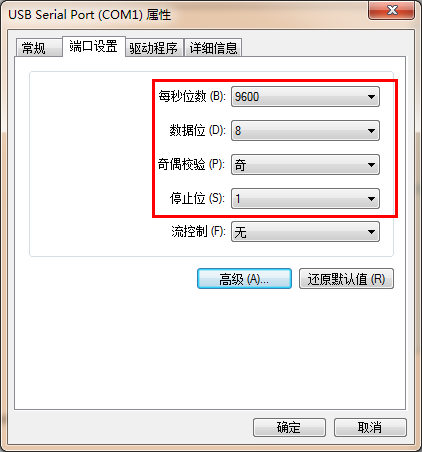 USB Serial Port (COM1) 属性
常规 端口设置 驱动程序 详细信息
每秒位数 (B): 9600
数据位 (D): 8
奇偶校验 (P): 奇
停止位 (S): 1
流控制 (F): 无
高级 (A)... 还原默认值 (R)
确定 取消